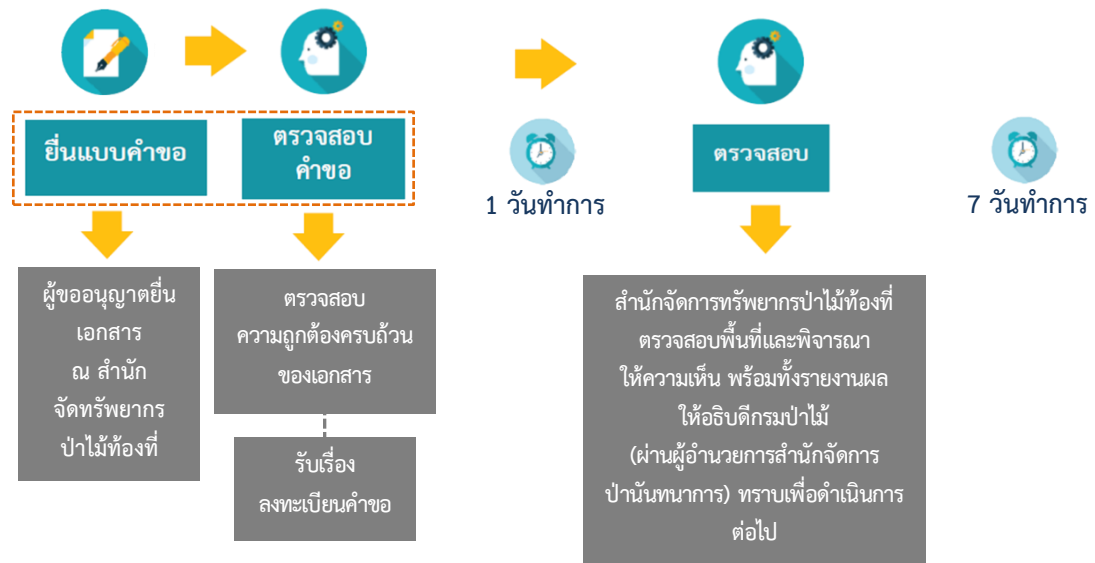 ยื่นแบบคำขอ
ตรวจสอบ
คำขอ
1 วันทำการ
ตรวจสอบ
7 วันทำการ
ผู้ขออนุญาตยื่น
เอกสาร
ณ สำนัก
จัดทรัพยากร
ป่าไม้ท้องที่
ตรวจสอบ
ความถูกต้องครบถ้วน
ของเอกสาร
รับเรื่อง
ลงทะเบียนคำขอ
สำนักจัดการทรัพยากรป่าไม้ท้องที่
ตรวจสอบพื้นที่และพิจารณา
ให้ความเห็น พร้อมทั้งรายงานผล
ให้อธิบดีกรมป่าไม้
(ผ่านผู้อำนวยการสำนักจัดการ
ป่านันทนาการ) ทราบเพื่อดำเนินการ
ต่อไป